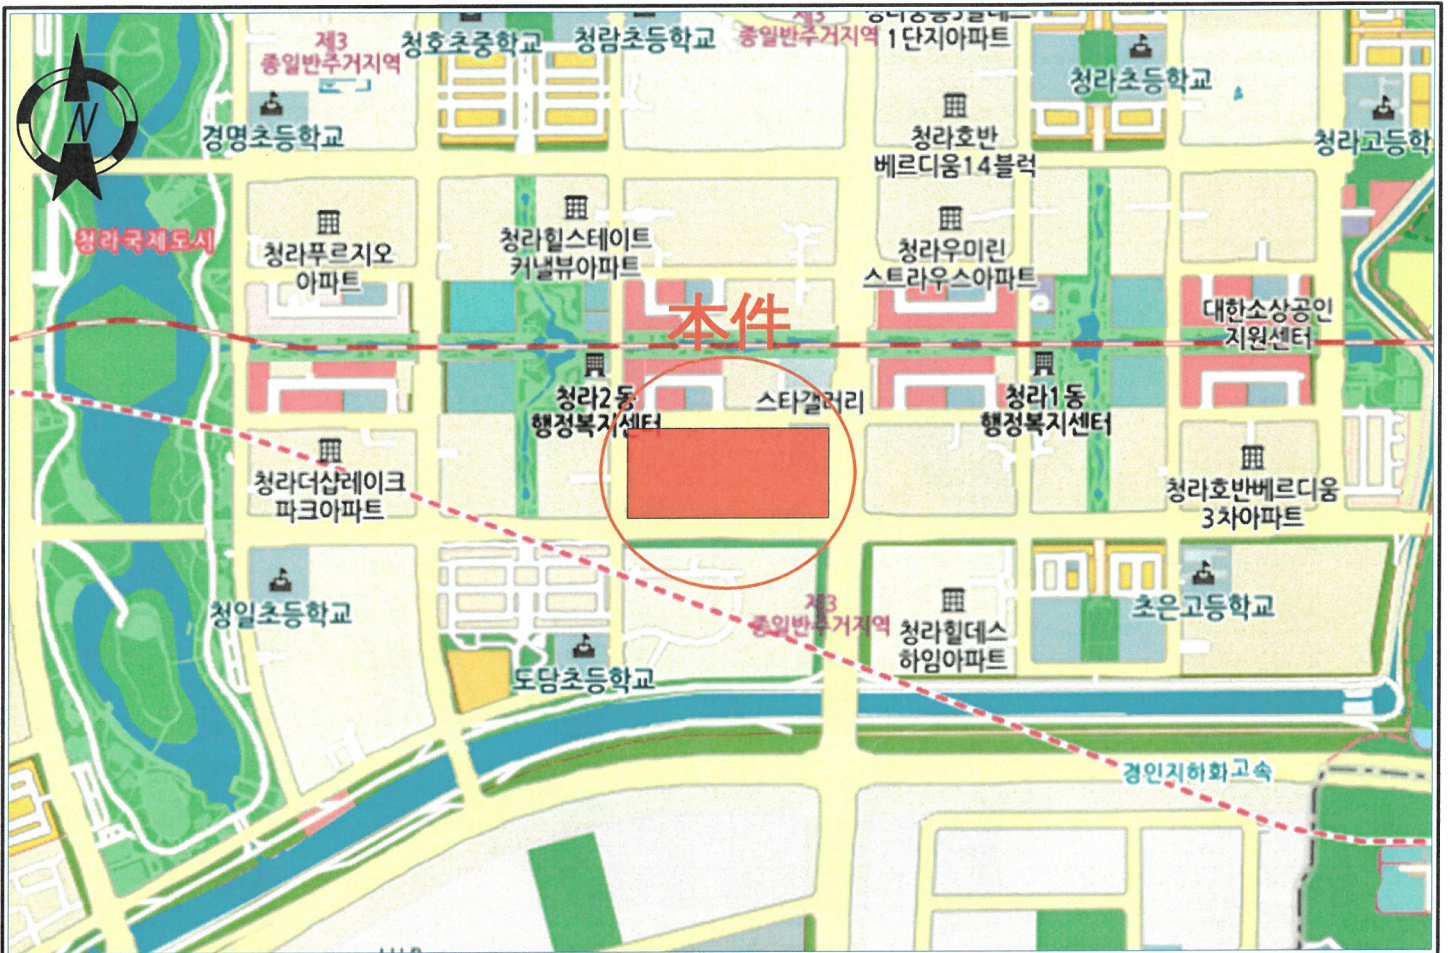 제3
종일반주거지역
청호초중학교
청람초등학교
제3
종일반주거지역
1단지아파트
청라초등학교
경명초등학교
청라호반
베르디움14블럭
청라고등학
N
청라국제도시
청라푸르지오
아파트
청라힐스테이트
커낼뷰아파트
청라우미린
스트라우스아파트
대한소상공인
지원센터
本件
청라2동
행정복지센터
스타갤러리
청라1동
행정복지센터
청라더샵레이크
파크아파트
청라호반베르디움
3차아파트
청일초등학교
도담초등학교
제3
종일반주거지역
청라힐데스
하임아파트
초은고등학교
경인지하화고속